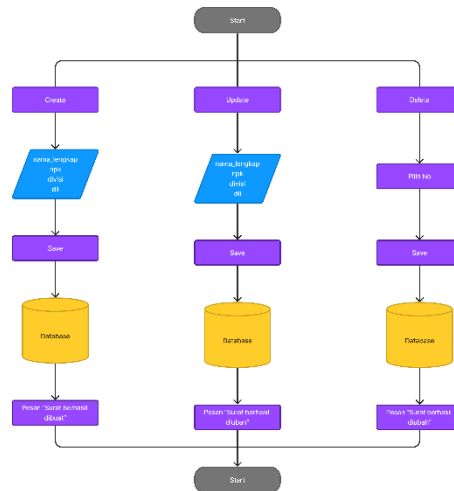 Start
Create
Update
Delete
nama_lengkap
npk
divisi
dll
nama_lengkap
npk
divisi
dll
Pilih No
Save
Save
Save
Database
Database
Database
Pesan "Surat berhasil
dibuat"
Pesan "Surat berhasil
diubah"
Pesan "Surat berhasil
diubah"
Start